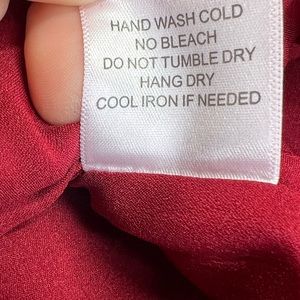 HAND WASH COLD
NO BLEACH
DO NOT TUMBLE DRY
HANG DRY
COOL IRON IF NEEDED